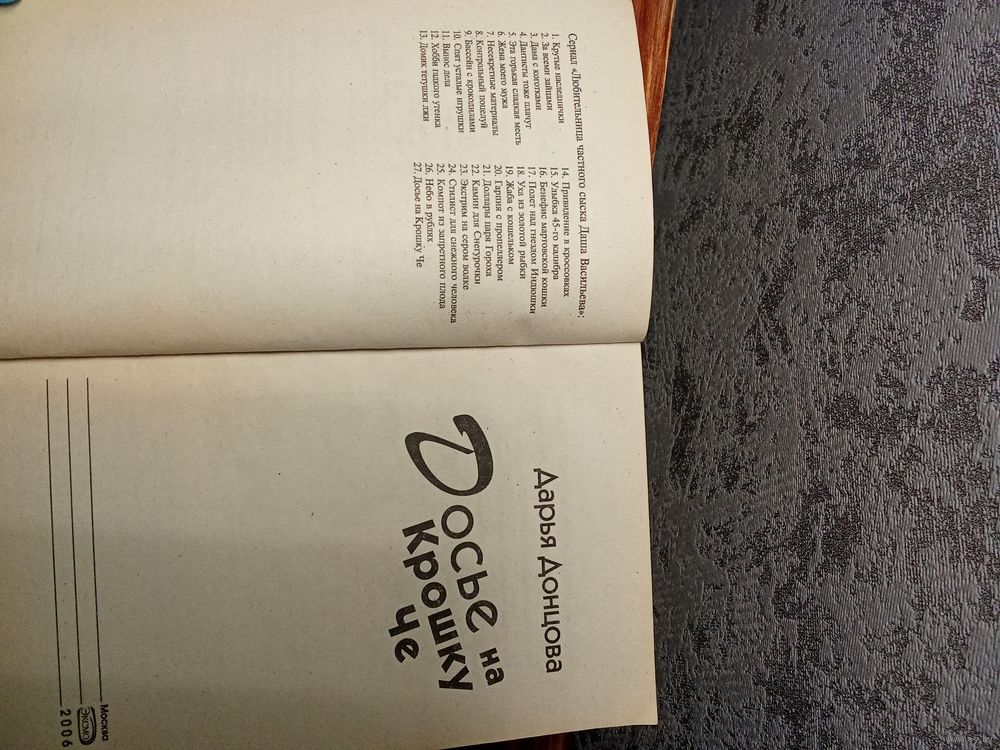 Сериал «Любительница частного сыска Даша Васильева»:
1. Крутые наследнички
2. За всеми зайцами
3. Дама с коготками
4. Дантисты тоже плачут
5. Эта горькая сладкая месть
6. Жена моего мужа
7. Несекретные материалы
8. Контрольный поцелуй
9. Бассейн с крокодилами
10. Спят усталые игрушки
11. Вынос дела
12. Хобби гадкого утенка
13. Домик тетушки лжи
14. Привидение в кроссовках
15. Улыбка 45-го калибра
16. Бенефис мартовской кошки
17. Полет над гнездом Индюшки
18. Уха из золотой рыбки
19. Жаба с кошельком
20. Гарпия с пропеллером
21. Доллары царя Гороха
22. Камин для Снегурочки
23. Экстрим на сером волке
24. Стилист для снежного человека
25. Компот из запретного плода
26. Небо в рублях
27. Досье на Крошку Че
Дарья Донцова
Досье на
Крошку
Че
Москва
ЭКСМО
2006